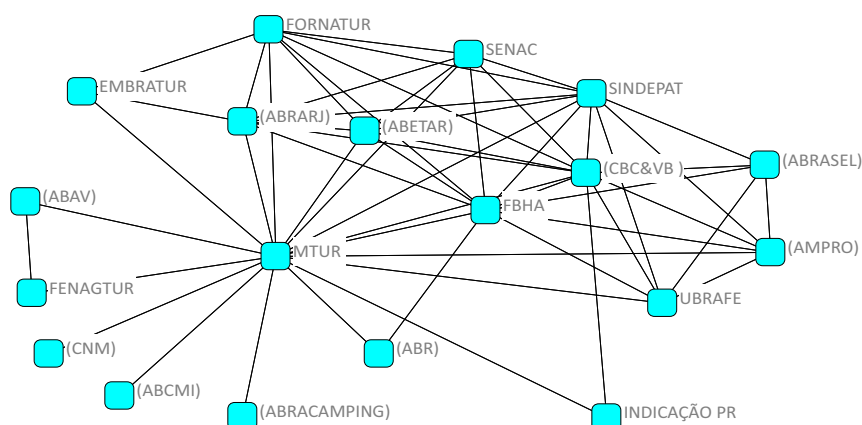 FORNATUR
SENAC
EMBRATUR
SINDEPAT
(ABRARJ)
(ABETAR)
(ABRASEL)
(CBC&VB )
(ABAV)
FBHA
MTUR
(AMPRO)
FENAGTUR
UBRAFE
(CNM)
(ABR)
(ABCMI)
(ABRACAMPING)
INDICAÇÃO PR